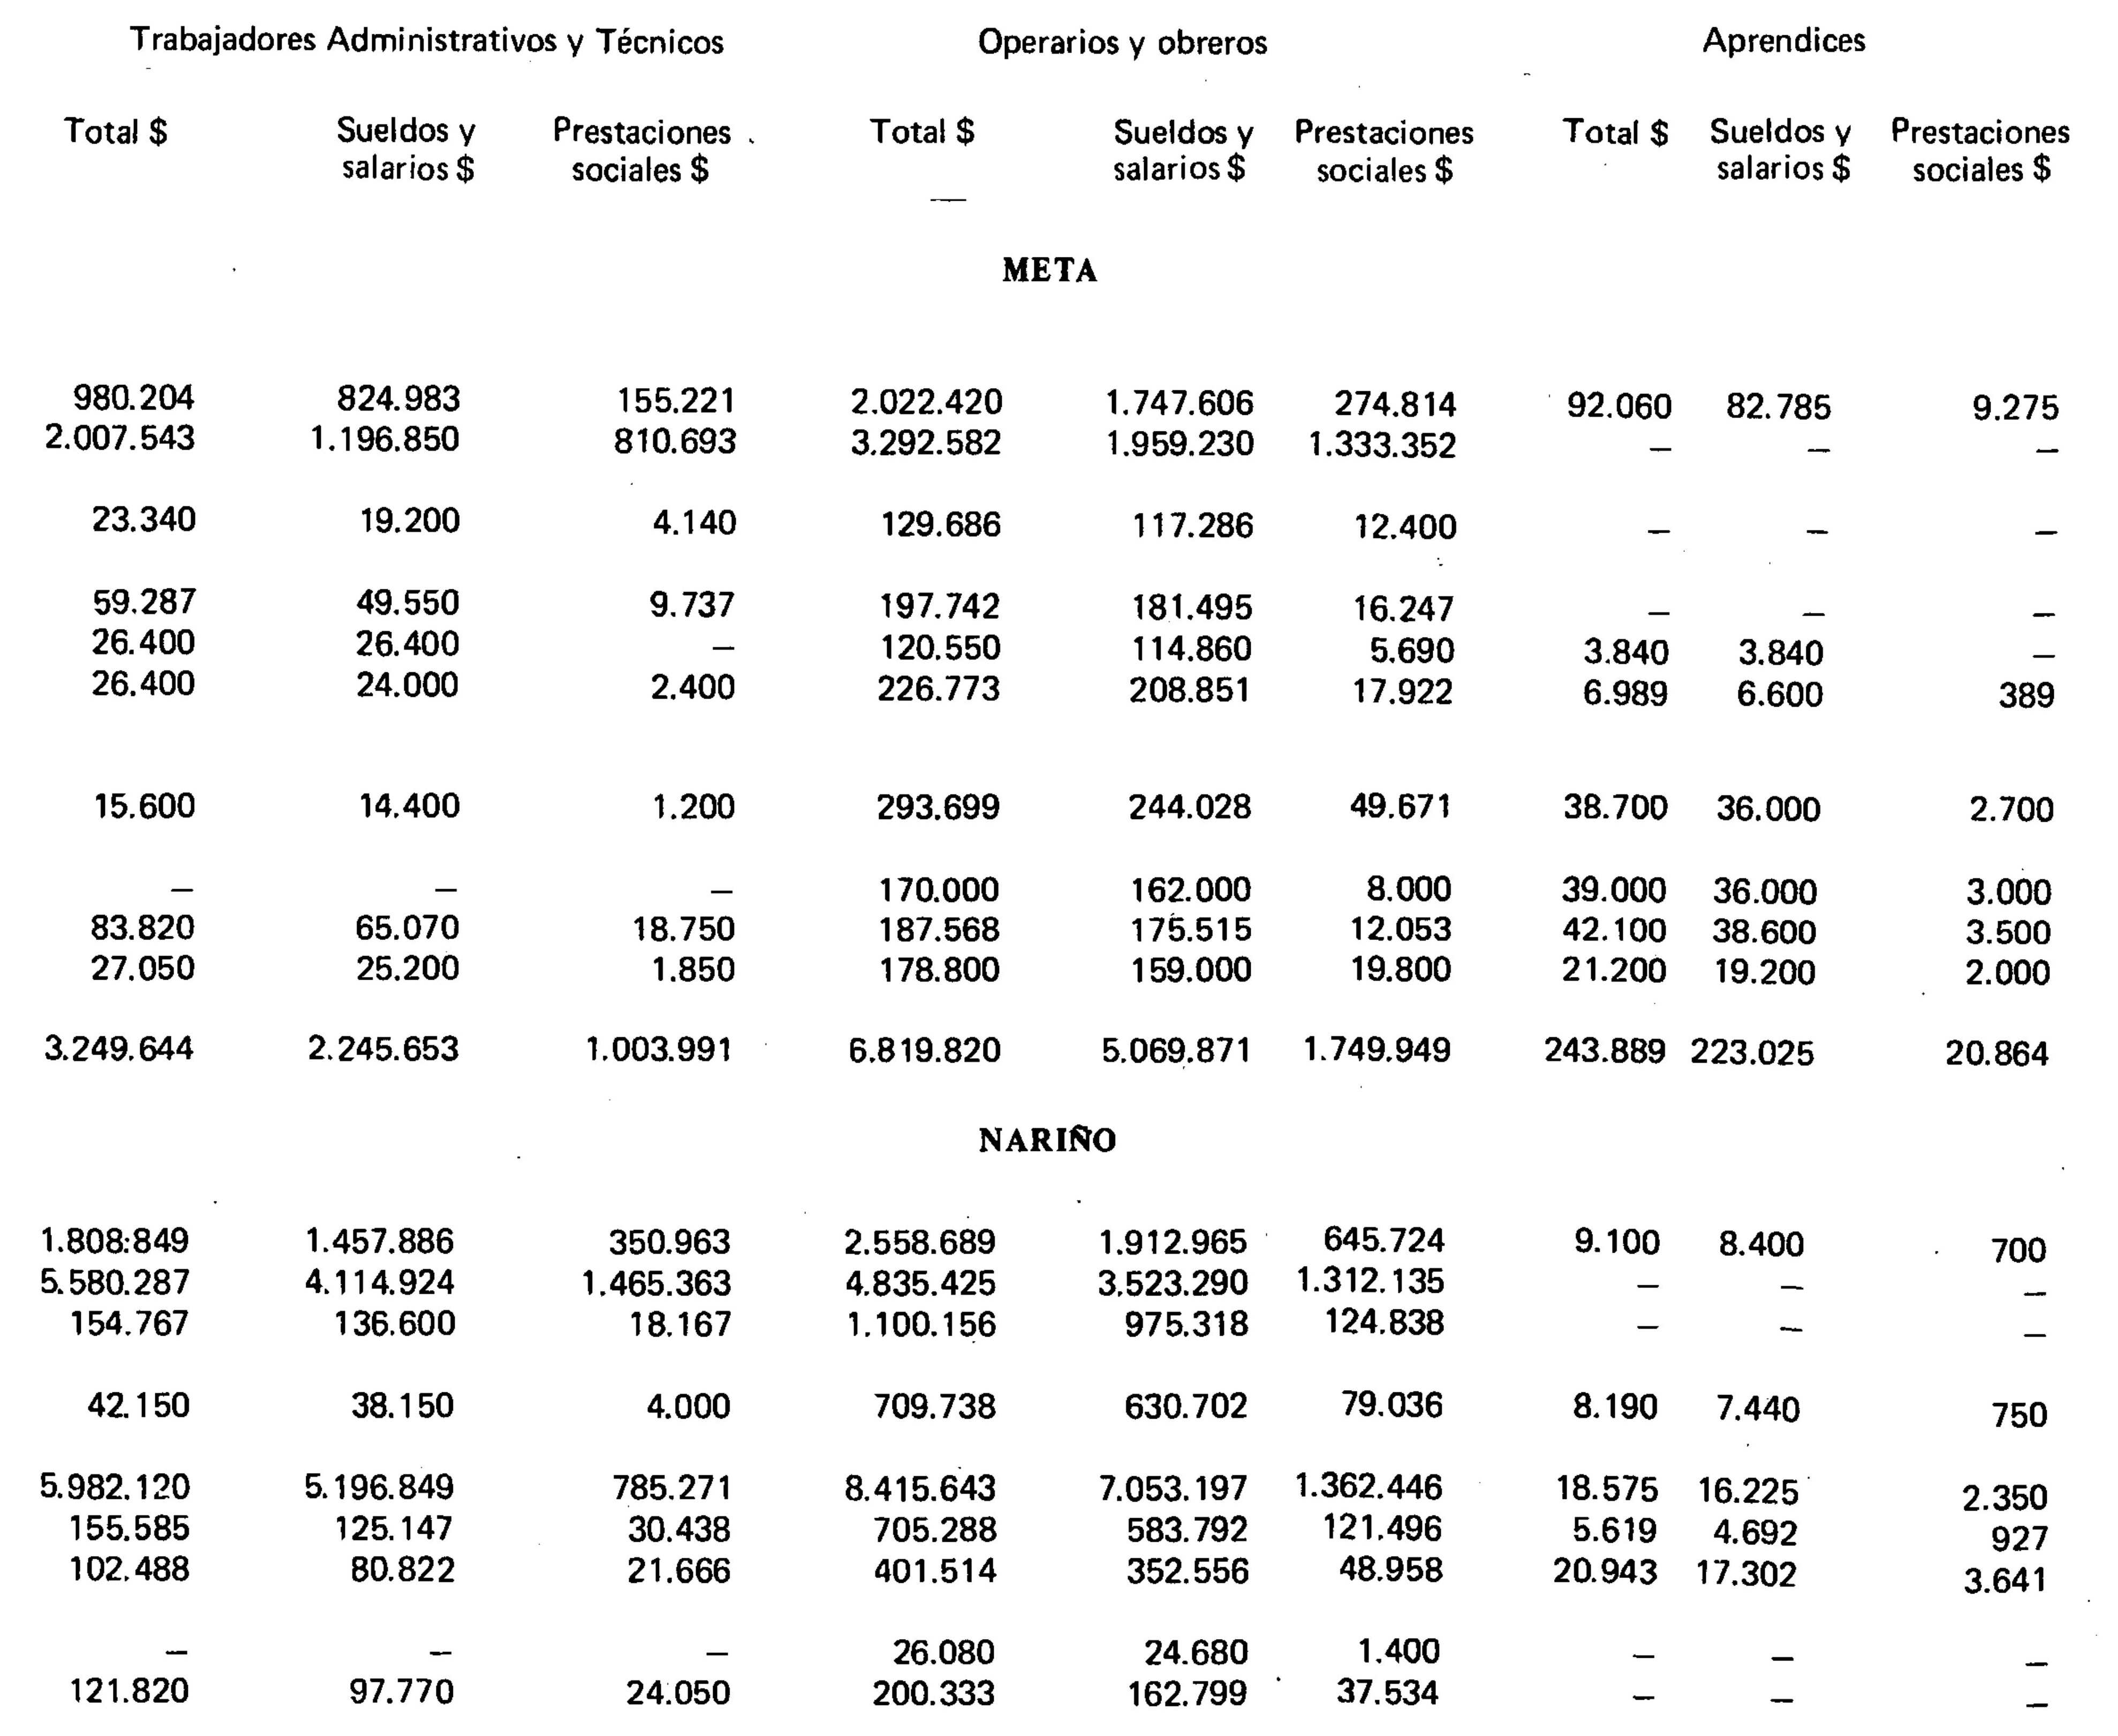 Trabajadores Administrativos y Técnicos Operarios y obreros Aprendices
Total $ Sueldos y Prestaciones Total $ Sueldos y Prestaciones Total $ Sueldos y Prestaciones
salarios $ sociales $ salarios $ sociales $ salarios $ sociales $
META
980.204 824.983 155.221 2.022.420 1.747.606 274.814 92.060 82.785 9.275
2.007.543 1.196.850 810.693 3.292.582 1.959.230 1.333.352 — — —
23.340 19.200 4.140 129.686 117.286 12.400 — — —
59.287 49.550 9.737 197.742 181.495 16.247 — — —
26.400 26.400 — 120.550 114.860 5.690 3.840 3.840 —
26.400 24.000 2.400 226.773 208.851 17.922 6.989 6.600 389
15.600 14.400 1.200 293.699 244.028 49.671 38.700 36.000 2.700
— — — 170.000 162.000 8.000 39.000 36.000 3.000
83.820 65.070 18.750 187.568 175.515 12.053 42.100 38.600 3.500
27.050 25.200 1.850 178.800 159.000 19.800 21.200 19.200 2.000
3.249.644 2.245.653 1.003.991 6.819.820 5.069.871 1.749.949 243.889 223.025 20.864
NARIÑO
1.808:849 1.457.886 350.963 2.558.689 1.912.965 645.724 9.100 8.400 700
5.580.287 4.114.924 1.465.363 4.835.425 3.523.290 1.312.135 — — —
154.767 136.600 18.167 1.100.156 975.318 124.838 — — —
42.150 38.150 4.000 709.738 630.702 79.036 8.190 7.440 750
5.982.120 5.196.849 785.271 8.415.643 7.053.197 1.362.446 18.575 16.225 2.350
155.585 125.147 30.438 705.288 583.792 121.496 5.619 4.692 927
102.488 80.822 21.666 401.514 352.556 48.958 20.943 17.302 3.641
— — — 26.080 24.680 1.400 — — —
121.820 97.770 24.050 200.333 162.799 37.534 — — —